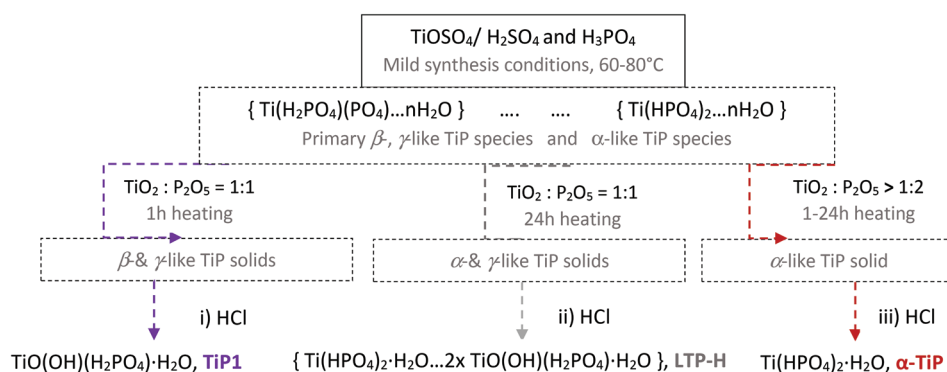 TiOSO₄/ H₂SO₄ and H₃PO₄
Mild synthesis conditions, 60-80°C
{ Ti(H₂PO₄)(PO₄)...nH₂O } .... .... { Ti(HPO₄)₂...nH₂O }
Primary β-, γ-like TiP species and α-like TiP species
TiO₂ : P₂O₅ = 1:1
1h heating
TiO₂ : P₂O₅ = 1:1
24h heating
TiO₂ : P₂O₅ > 1:2
1-24h heating
β-& γ-like TiP solids
α-& γ-like TiP solids
α-like TiP solid
i) HCl
ii) HCl
iii) HCl
TiO(OH)(H₂PO₄)·H₂O, TiP1
{ Ti(HPO₄)₂·H₂O...2x TiO(OH)(H₂PO₄)·H₂O }, LTP-H
Ti(HPO₄)₂·H₂O, α-TiP